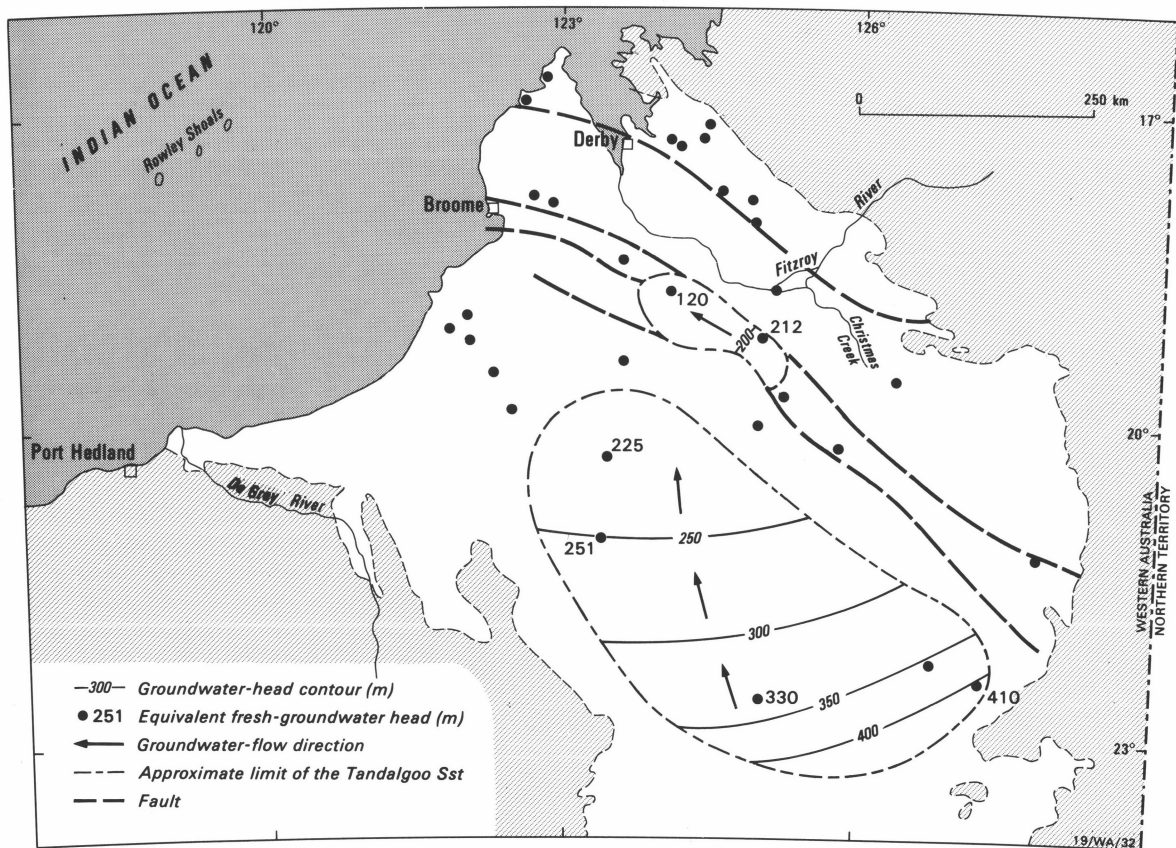 120°
123°
126°
INDIAN OCEAN
Rowley Shoals
0
250 km
17°
Derby
Broome
River
Fitzroy
Christmas
Creek
120
212
200
Port Hedland
De Grey River
20°
225
251
250
300
330
350
410
400
23°
WESTERN AUSTRALIA
NORTHERN TERRITORY
—300— Groundwater-head contour (m)
● 251 Equivalent fresh-groundwater head (m)
Groundwater-flow direction
Approximate limit of the Tandalgoo Sst
Fault
19/WA/32